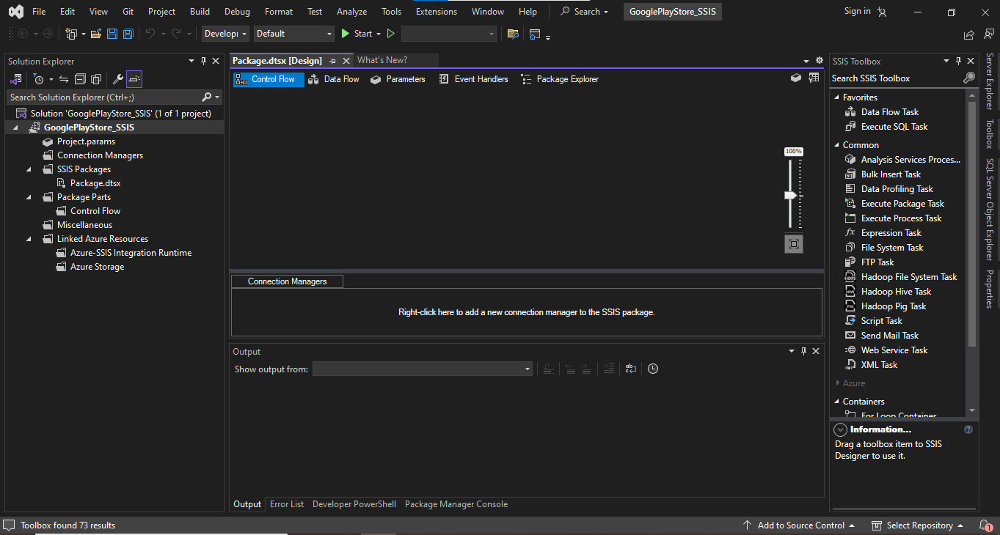 File Edit View Git Project Build Debug Format Test Analyze Tools Extensions Window Help Search GooglePlayStore_SSIS Sign in
Develop Default Start
Solution Explorer
Search Solution Explorer (Ctrl+;)
Solution 'GooglePlayStore_SSIS' (1 of 1 project)
GooglePlayStore_SSIS
Project.params
Connection Managers
SSIS Packages
Package.dtsx
Package Parts
Control Flow
Miscellaneous
Linked Azure Resources
Azure-SSIS Integration Runtime
Azure Storage
Package.dtsx [Design] What's New?
Control Flow Data Flow Parameters Event Handlers Package Explorer
100%
Connection Managers
Right-click here to add a new connection manager to the SSIS package.
Output
Show output from:
Output Error List Developer PowerShell Package Manager Console
SSIS Toolbox
Search SSIS Toolbox
Favorites
Data Flow Task
Execute SQL Task
Common
Analysis Services Proces...
Bulk Insert Task
Data Profiling Task
Execute Package Task
Execute Process Task
fx Expression Task
File System Task
FTP Task
Hadoop File System Task
Hadoop Hive Task
Hadoop Pig Task
Script Task
Send Mail Task
Web Service Task
XML Task
Azure
Containers
For Loop Container
Information...
Drag a toolbox item to SSIS
Designer to use it.
Server Explorer
Toolbox
SQL Server Object Explorer
Properties
Toolbox found 73 results Add to Source Control Select Repository 1